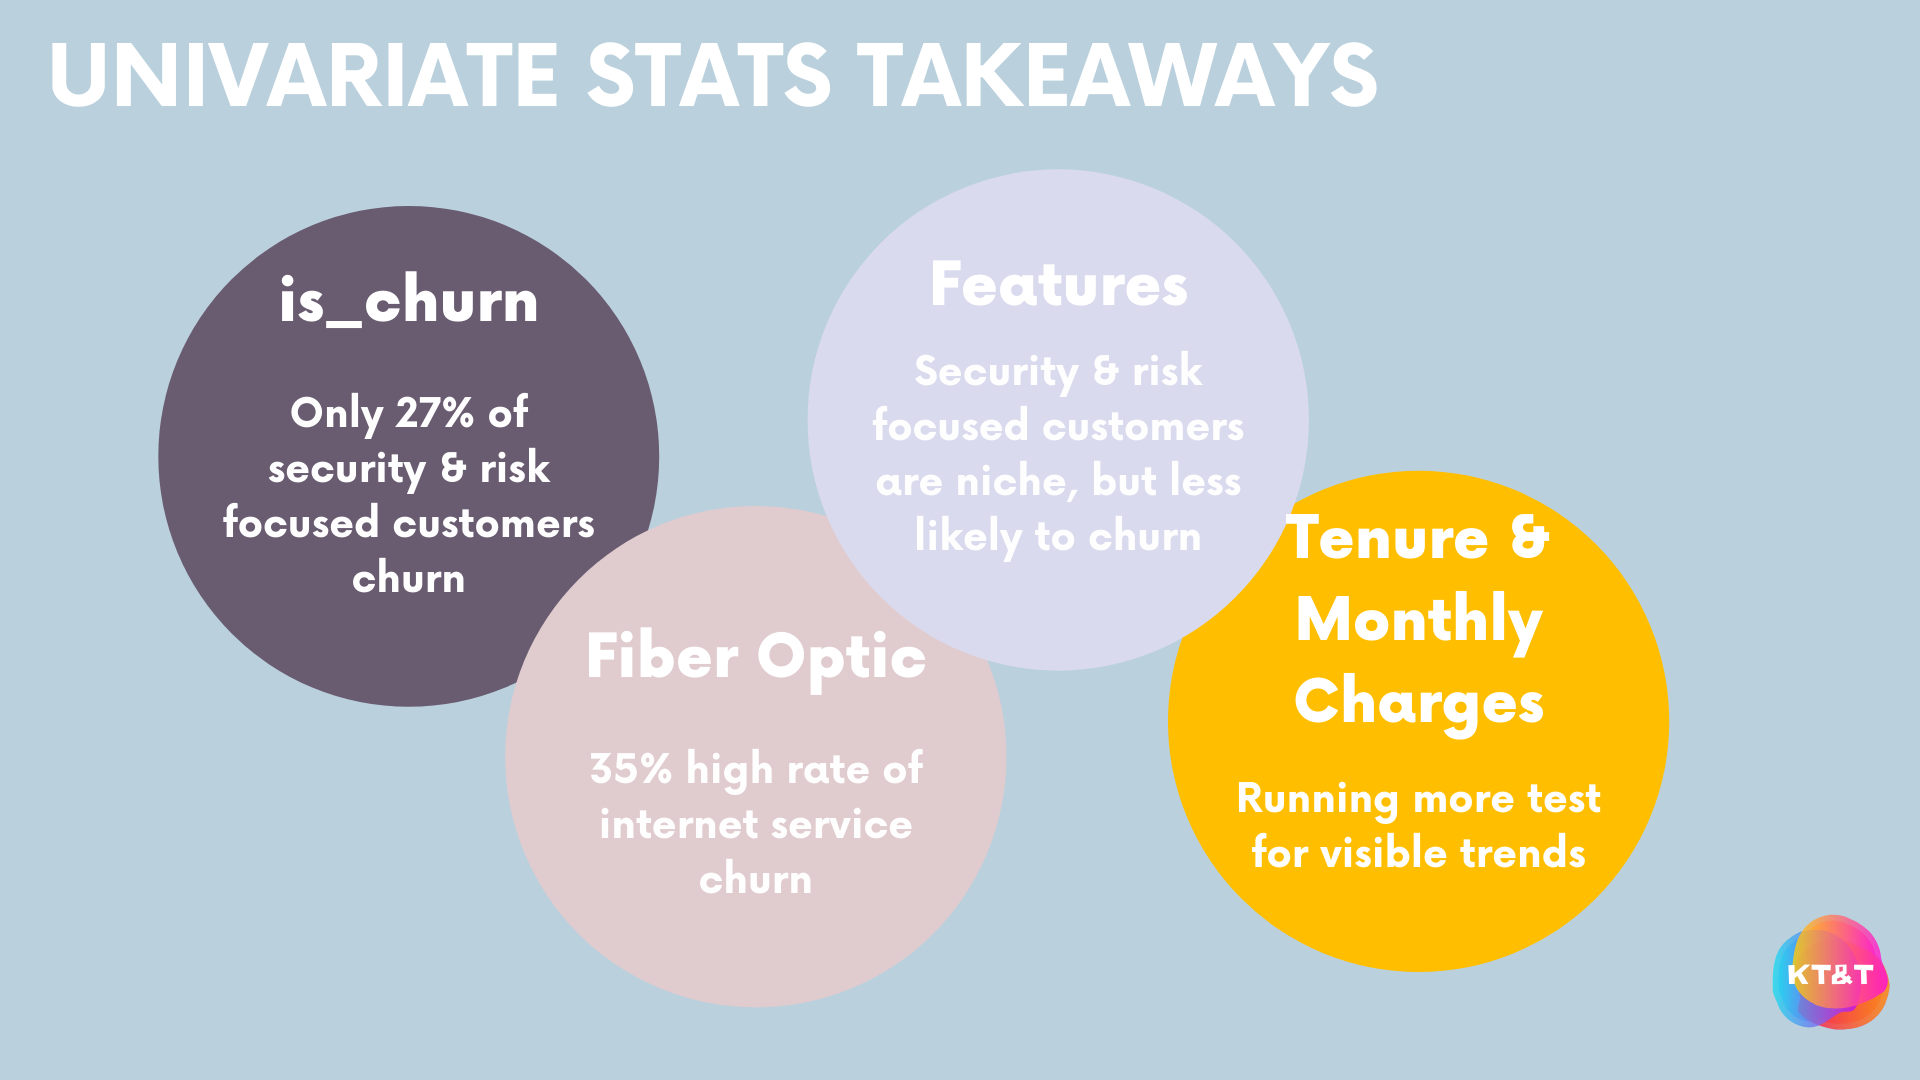 UNIVARIATE STATS TAKEAWAYS
is_churn
Only 27% of
security & risk
focused customers
churn
Fiber Optic
35% high rate of
internet service
churn
Features
Security & risk
focused customers
are niche, but less
likely to churn
Tenure &
Monthly
Charges
Running more test
for visible trends
KT&T